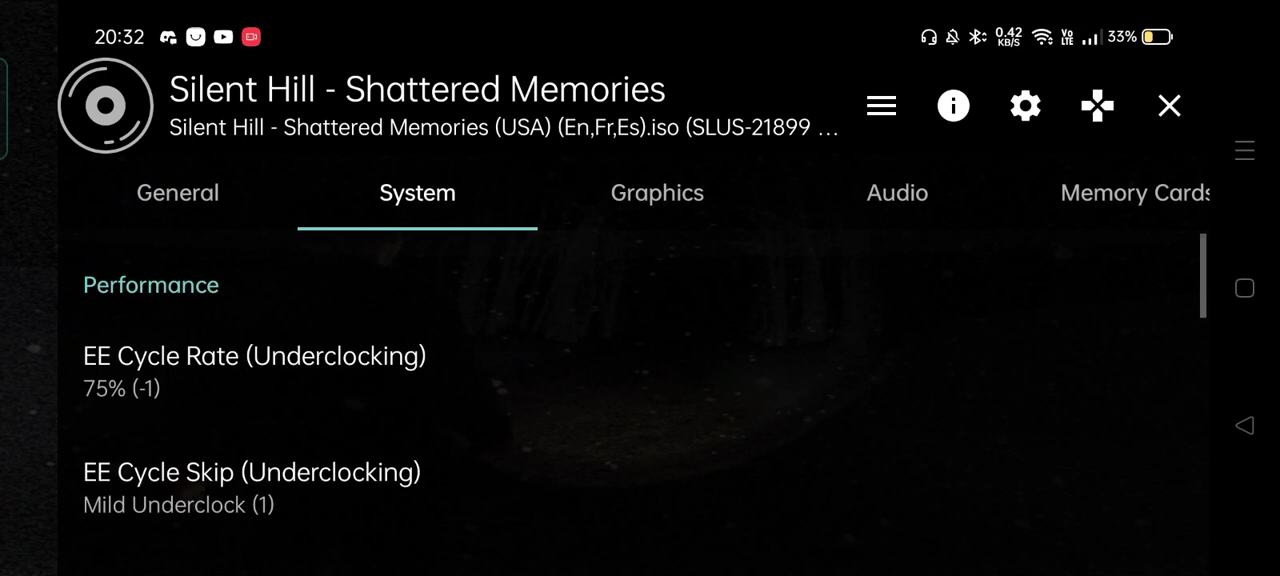 20:32 0.42 KB/S Vo LTE 33%
Silent Hill - Shattered Memories
Silent Hill - Shattered Memories (USA) (En,Fr,Es).iso (SLUS-21899 ...
General System Graphics Audio Memory Cards
Performance
EE Cycle Rate (Underclocking)
75% (-1)
EE Cycle Skip (Underclocking)
Mild Underclock (1)